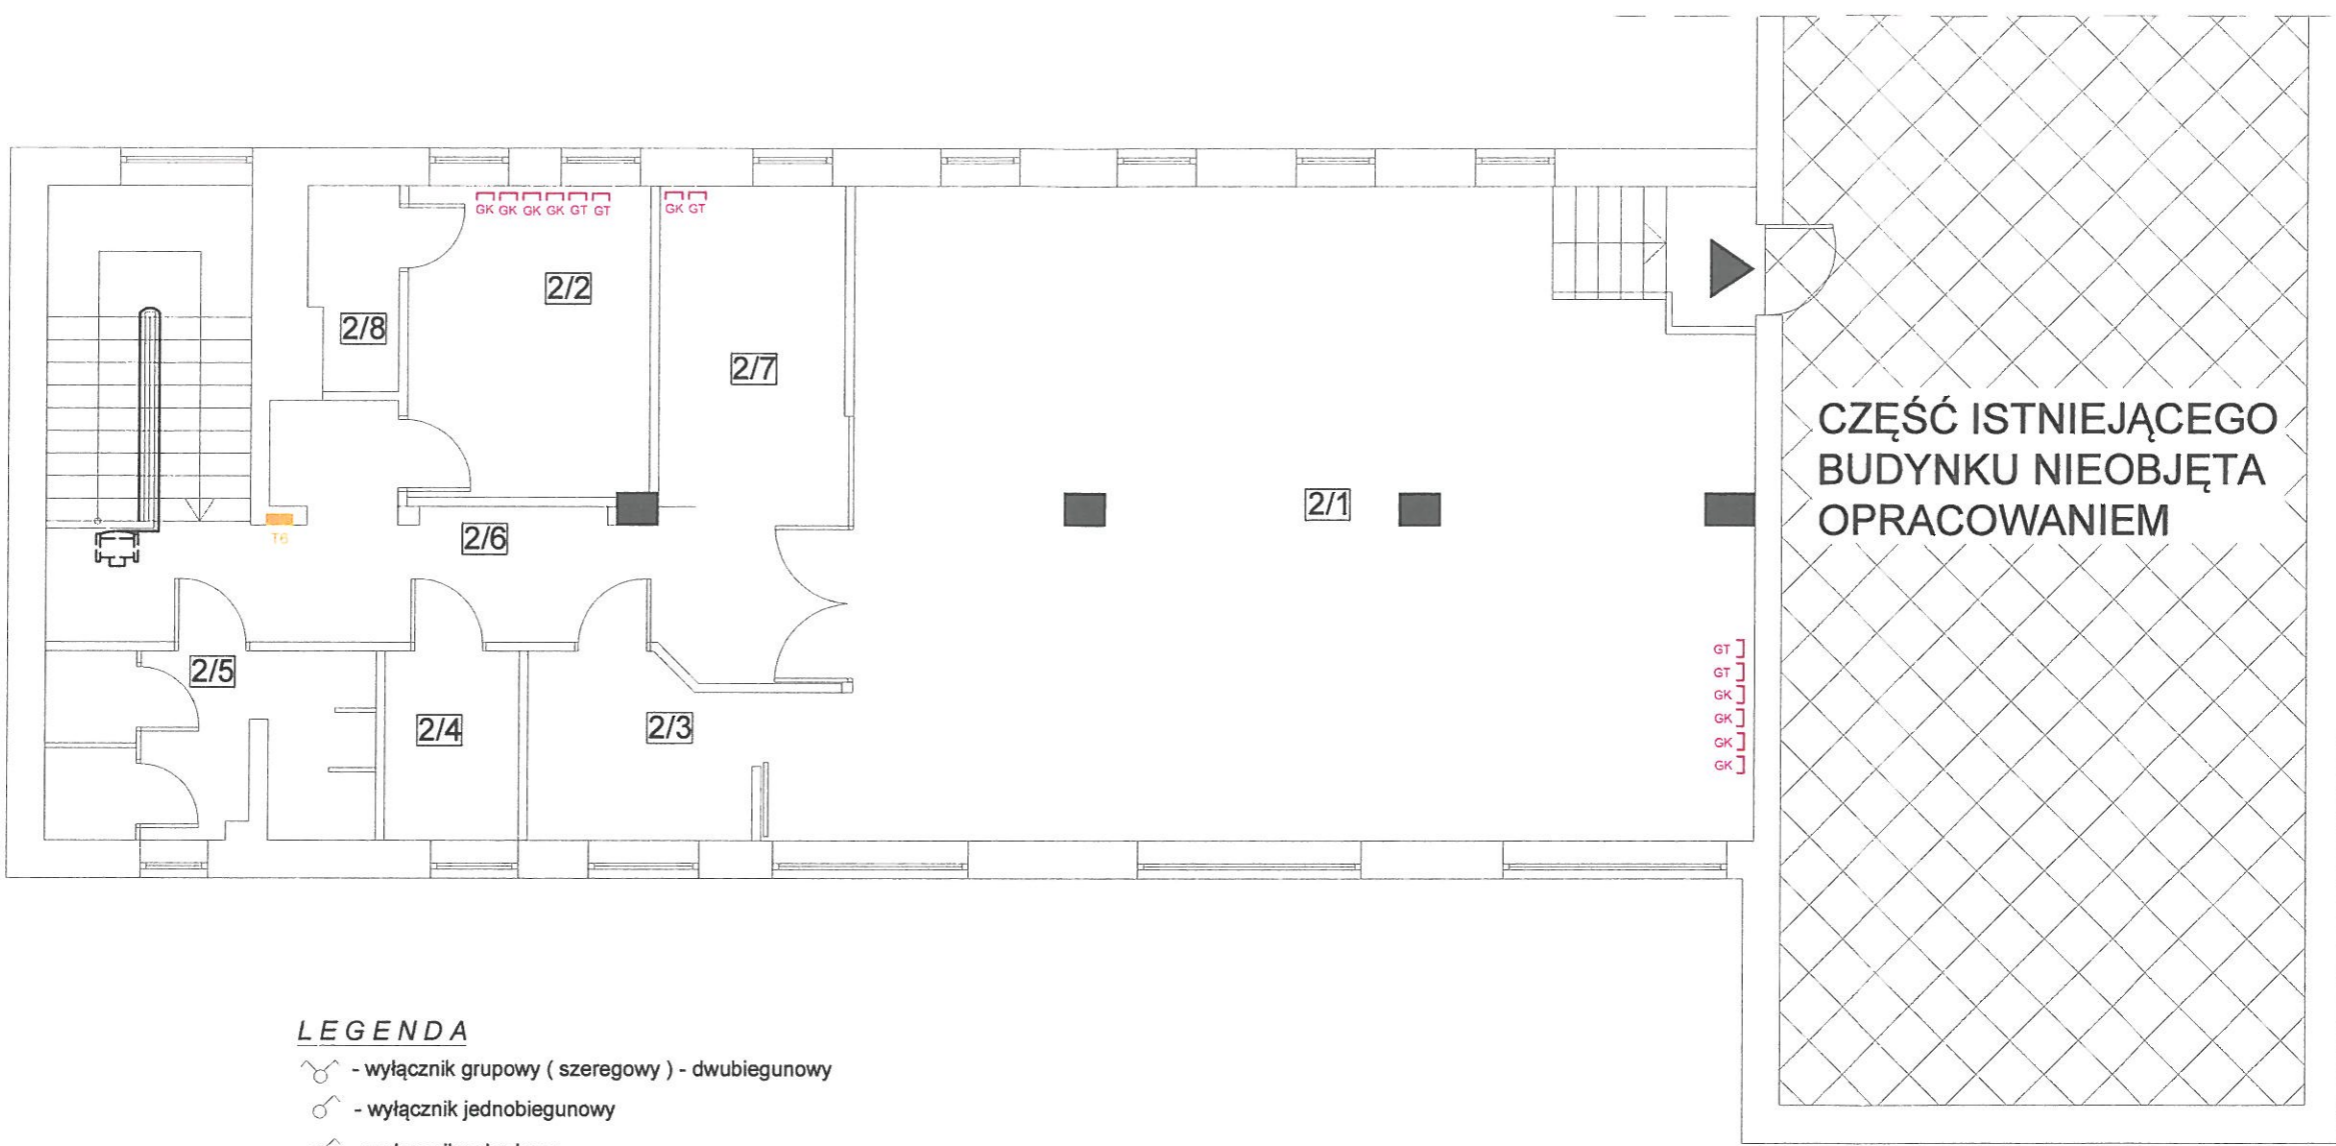 GK GK GK GK GT GT
GK GT
2/2
2/8
2/7
CZĘŚĆ ISTNIEJĄCEGO
BUDYNKU NIEOBJĘTA
OPRACOWANIEM
2/1
T6
2/6
GT
GT
GK
GK
GK
GK
2/5
2/4
2/3
LEGENDA
- wyłącznik grupowy ( szeregowy ) - dwubiegunowy
- wyłącznik jednobiegunowy